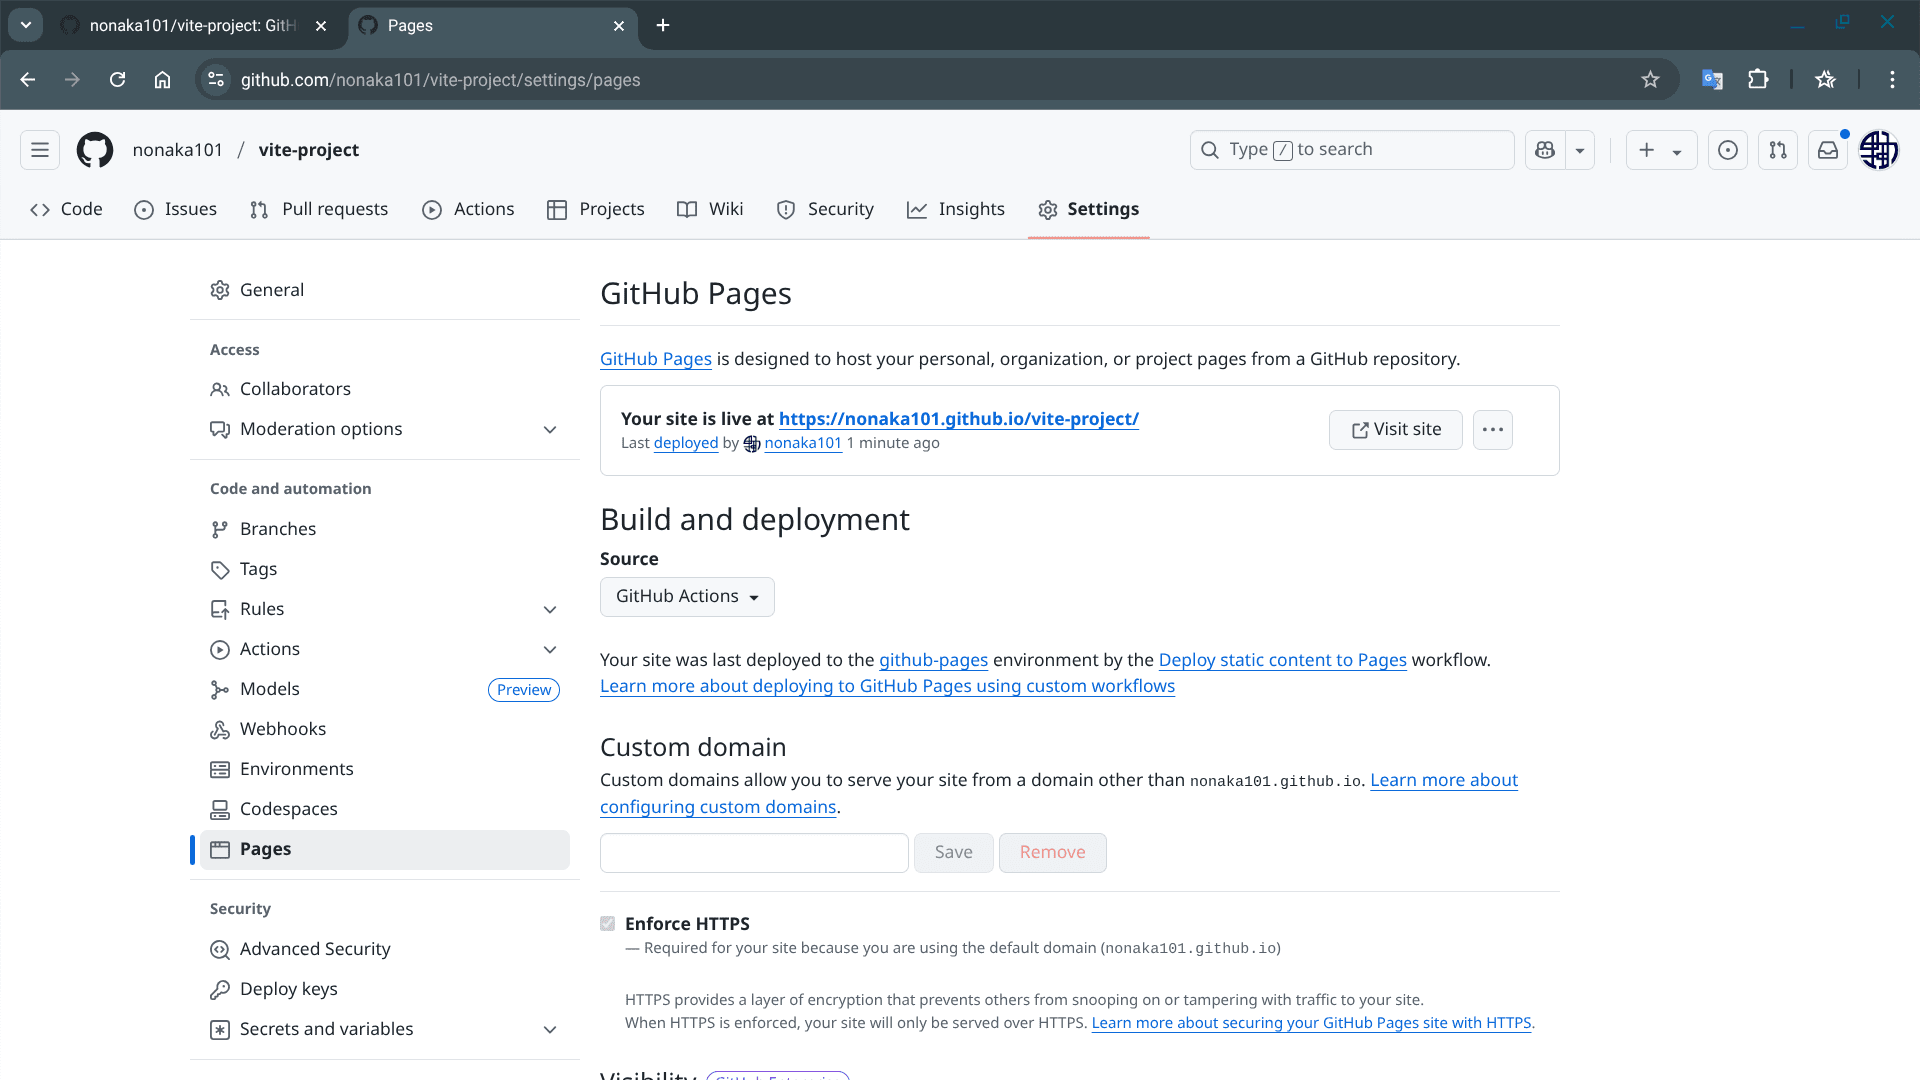 nonaka101/vite-project: GitH
Pages
github.com/nonaka101/vite-project/settings/pages
nonaka101 / vite-project
Type / to search
Code
Issues
Pull requests
Actions
Projects
Wiki
Security
Insights
Settings
General
Access
Collaborators
Moderation options
Code and automation
Branches
Tags
Rules
Actions
Models
Preview
Webhooks
Environments
Codespaces
Pages
Security
Advanced Security
Deploy keys
Secrets and variables
GitHub Pages
GitHub Pages is designed to host your personal, organization, or project pages from a GitHub repository.
Your site is live at https://nonaka101.github.io/vite-project/
Last deployed by nonaka101 1 minute ago
Visit site
Build and deployment
Source
GitHub Actions
Your site was last deployed to the github-pages environment by the Deploy static content to Pages workflow.
Learn more about deploying to GitHub Pages using custom workflows
Custom domain
Custom domains allow you to serve your site from a domain other than nonaka101.github.io. Learn more about
configuring custom domains.
Save
Remove
Enforce HTTPS
— Required for your site because you are using the default domain (nonaka101.github.io)
HTTPS provides a layer of encryption that prevents others from snooping on or tampering with traffic to your site.
When HTTPS is enforced, your site will only be served over HTTPS. Learn more about securing your GitHub Pages site with HTTPS.
Visibility
GitHub Enterprise